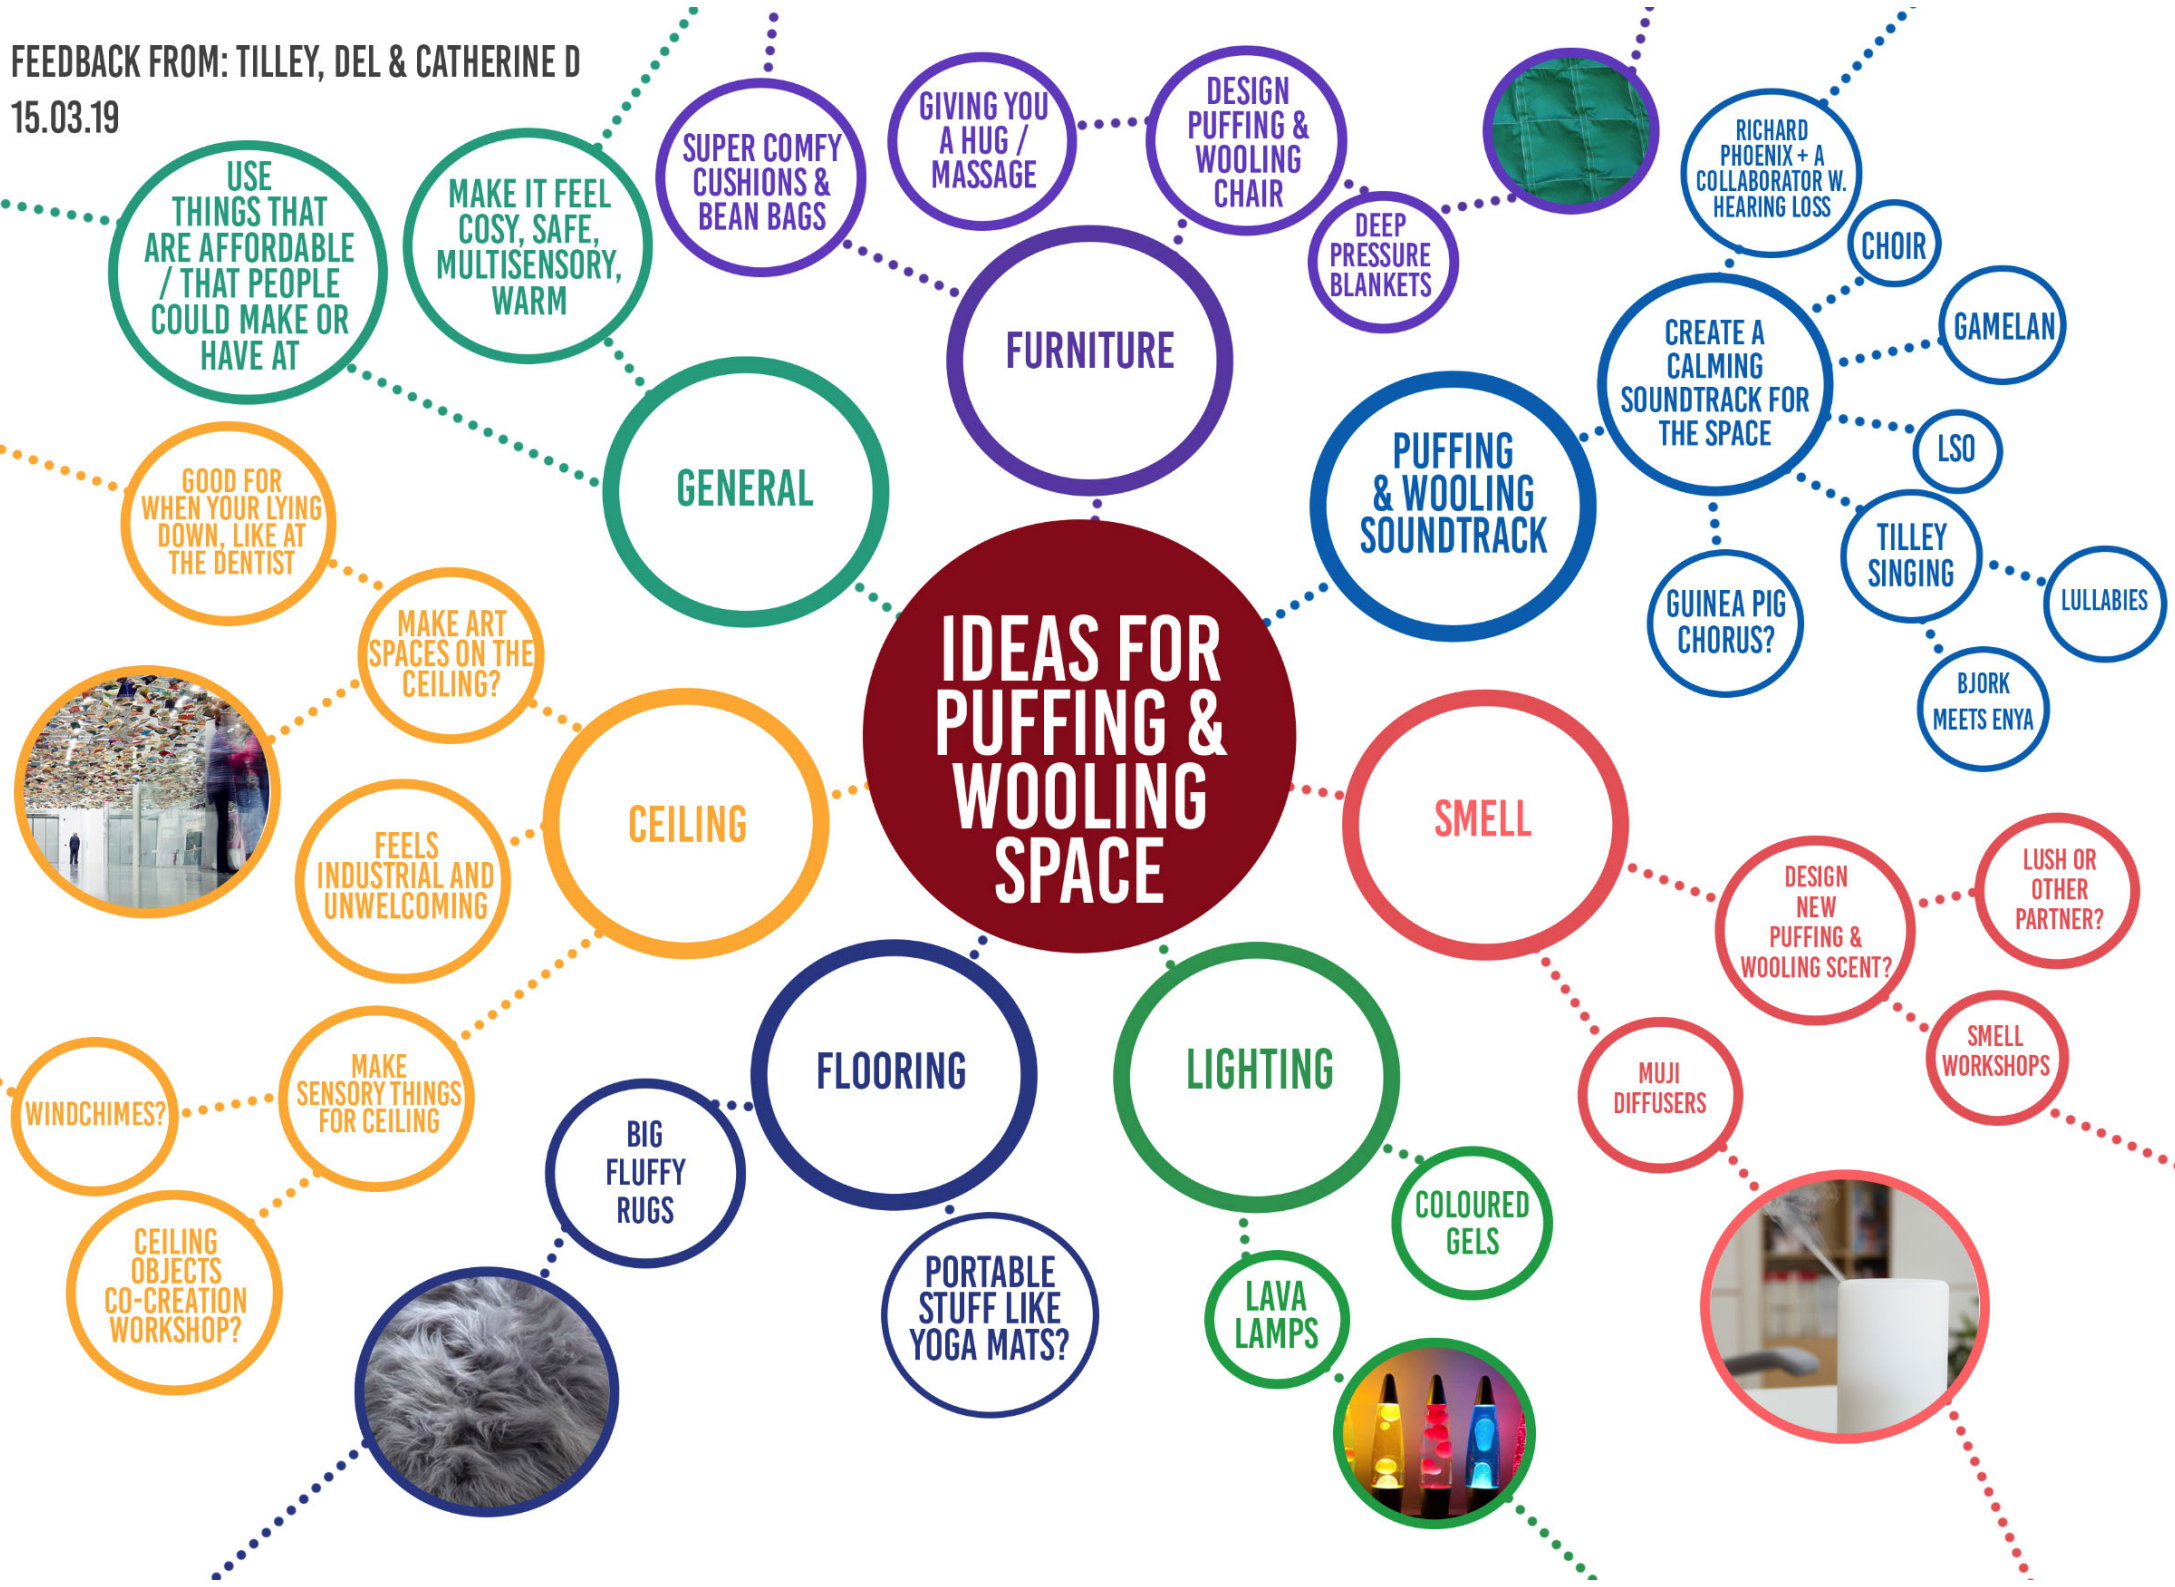 FEEDBACK FROM: TILLEY, DEL & CATHERINE D
15.03.19
USE
THINGS THAT
ARE AFFORDABLE
/ THAT PEOPLE
COULD MAKE OR
HAVE AT
MAKE IT FEEL
COSY, SAFE,
MULTISENSORY,
WARM
GENERAL
SUPER COMFY
CUSHIONS &
BEAN BAGS
GIVING YOU
A HUG /
MASSAGE
DESIGN
PUFFING &
WOOLING
CHAIR
DEEP
PRESSURE
BLANKETS
FURNITURE
RICHARD
PHOENIX + A
COLLABORATOR W.
HEARING LOSS
CHOIR
GAMELAN
CREATE A
CALMING
SOUNDTRACK FOR
THE SPACE
LSO
PUFFING
& WOOLING
SOUNDTRACK
TILLEY
SINGING
LULLABIES
GUINEA PIG
CHORUS?
BJORK
MEETS ENYA
IDEAS FOR
PUFFING &
WOOLING
SPACE
GOOD FOR
WHEN YOUR LYING
DOWN, LIKE AT
THE DENTIST
MAKE ART
SPACES ON THE
CEILING?
CEILING
FEELS
INDUSTRIAL AND
UNWELCOMING
MAKE
SENSORY THINGS
FOR CEILING
WINDCHIMES?
CEILING
OBJECTS
CO-CREATION
WORKSHOP?
FLOORING
BIG
FLUFFY
RUGS
PORTABLE
STUFF LIKE
YOGA MATS?
LIGHTING
COLOURED
GELS
LAVA
LAMPS
SMELL
DESIGN
NEW
PUFFING &
WOOLING SCENT?
LUSH OR
OTHER
PARTNER?
SMELL
WORKSHOPS
MUJI
DIFFUSERS